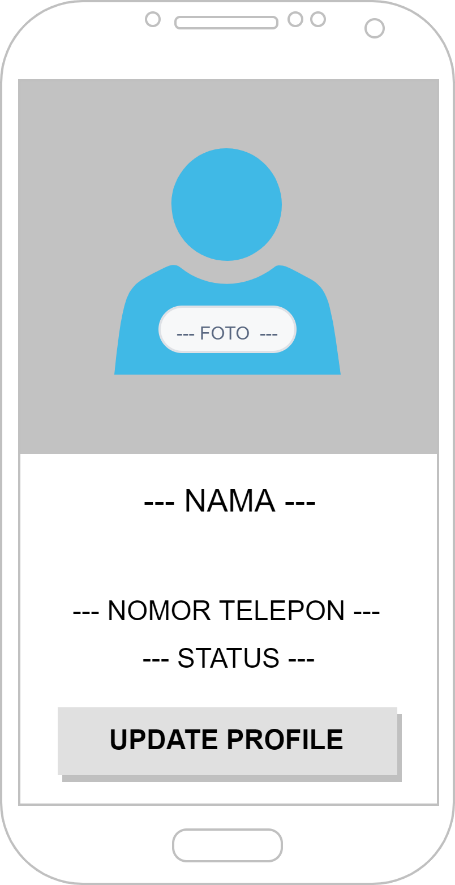 --- FOTO ---
--- NAMA ---
--- NOMOR TELEPON ---
--- STATUS ---
UPDATE PROFILE